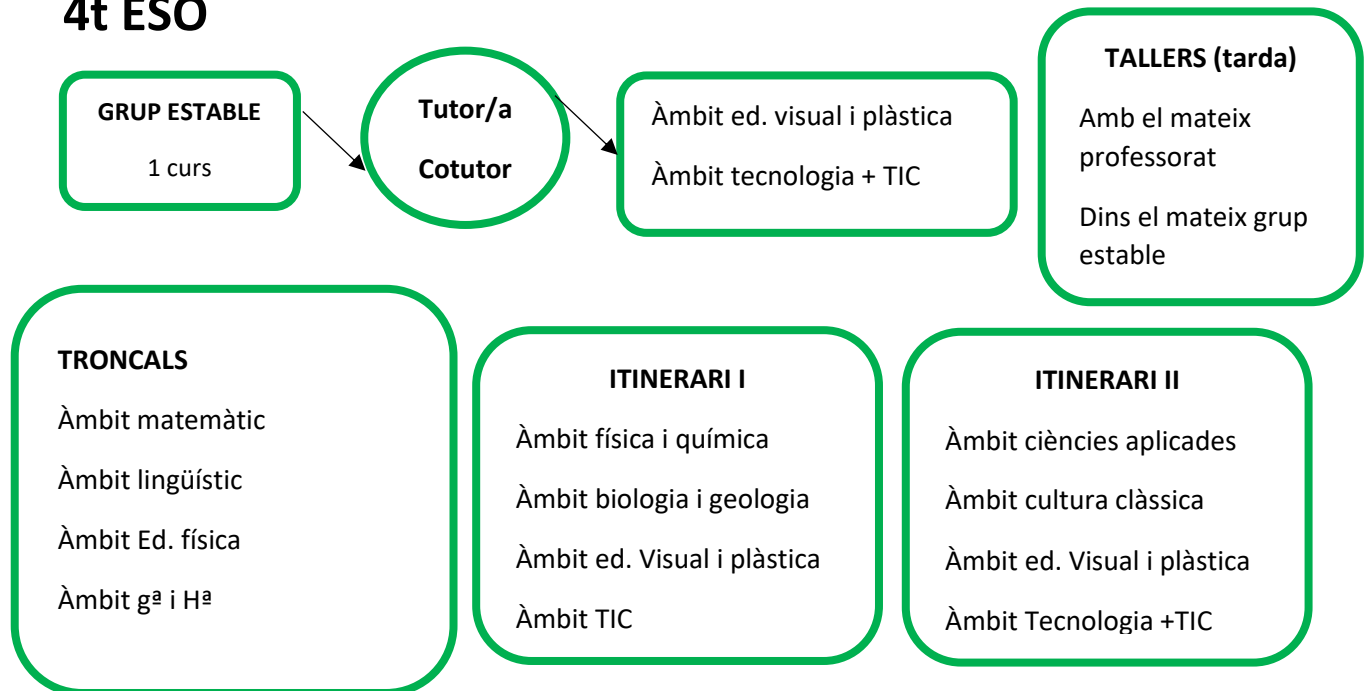 4t ESO
GRUP ESTABLE
1 curs
Tutor/a
Cotutor
Àmbit ed. visual i plàstica
Àmbit tecnologia + TIC
TALLERS (tarda)
Amb el mateix
professorat
Dins el mateix grup
estable
TRONCALS
Àmbit matemàtic
Àmbit lingüístic
Àmbit Ed. física
Àmbit gª i Hª
ITINERARI I
Àmbit física i química
Àmbit biologia i geologia
Àmbit ed. Visual i plàstica
Àmbit TIC
ITINERARI II
Àmbit ciències aplicades
Àmbit cultura clàssica
Àmbit ed. Visual i plàstica
Àmbit Tecnologia +TIC